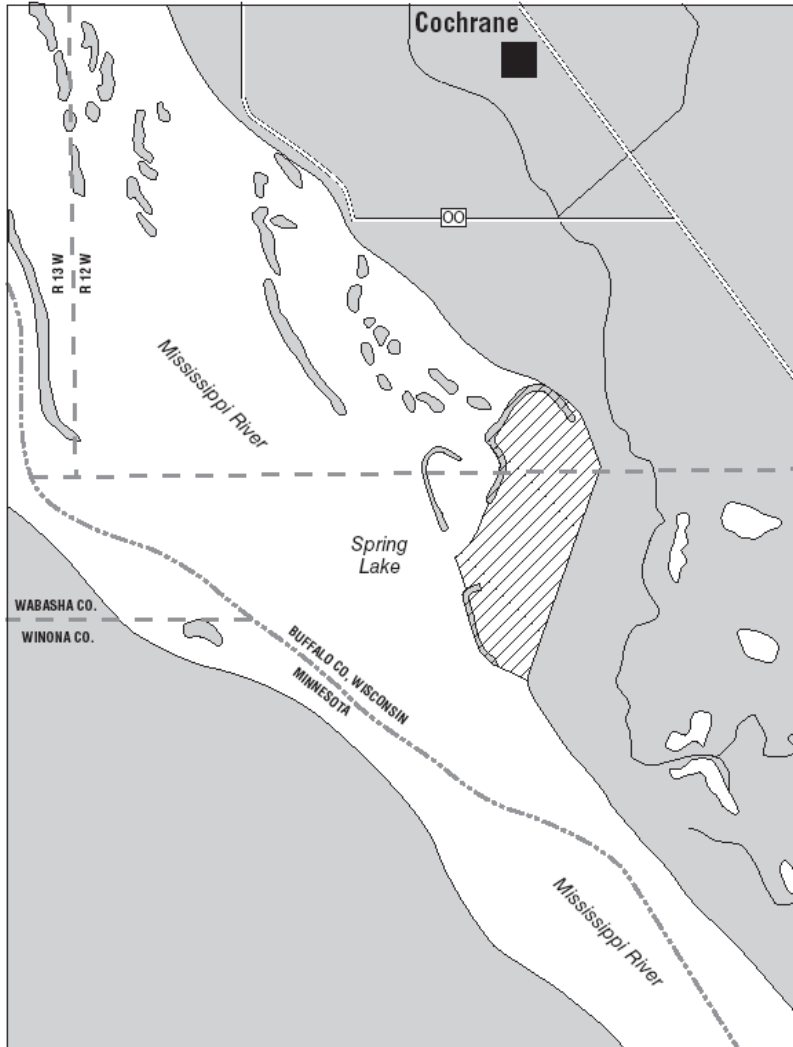 Cochrane
OO
R 13 W
R 12 W
Mississippi River
Spring
Lake
WABASHA CO.
WINONA CO.
BUFFALO CO, WISCONSIN
MINNESOTA
Mississippi River